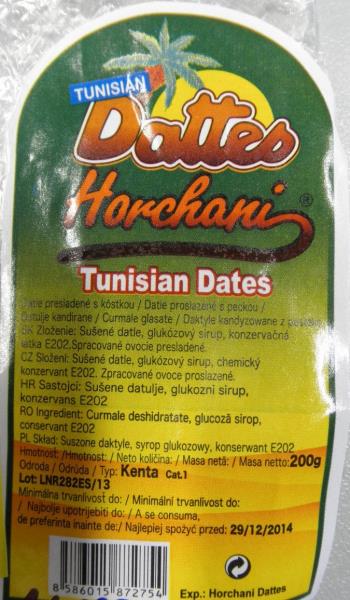 TUNISIAN
Dattes
Horchani ®
Tunisian Dates
Datle presladené s kôstkou / Datle proslazené s peckou /
Datulje kandirane / Curmale glasate / Daktyle kandyzowane z
SK Zloženie: Sušené datle, glukózový sirup, konzervačná
látka E202.Spracované ovocie presladené.
CZ Složení: Sušené datle, glukózový sirup, chemický
konzervant E202. Zpracované ovoce proslazené.
HR Sastojci: Sušene datulje, glukozni sirup,
konzervans E202
RO Ingredient: Curmale deshidratate, glucoză sirop,
conservant E202
PL Skład: Suszone daktyle, syrop glukozowy, konserwant E202
Hmotnosť:/Hmotnost: / Neto količina: / Masa netă: / Masa netto:200g
Odroda / Odrůda / Typ: Kenta Cat.1
Lot: LNR282ES/13
Minimálna trvanlivosť do: / Minimální trvanlivost do:
/ Najbolje upotrijebiti do: / A se consuma,
de preferinta inainte de:/ Najlepiej spożyć przed: 29/12/2014
8 586015 872754
Exp.: Horchani Dattes